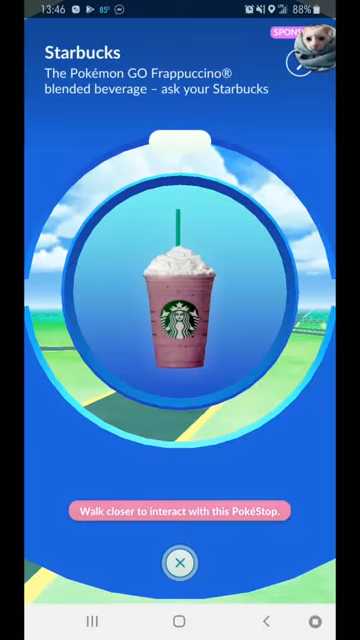 13:46
85°
88%
SPONS
Starbucks
The Pokémon GO Frappuccino®
blended beverage – ask your Starbucks
Walk closer to interact with this PokéStop.